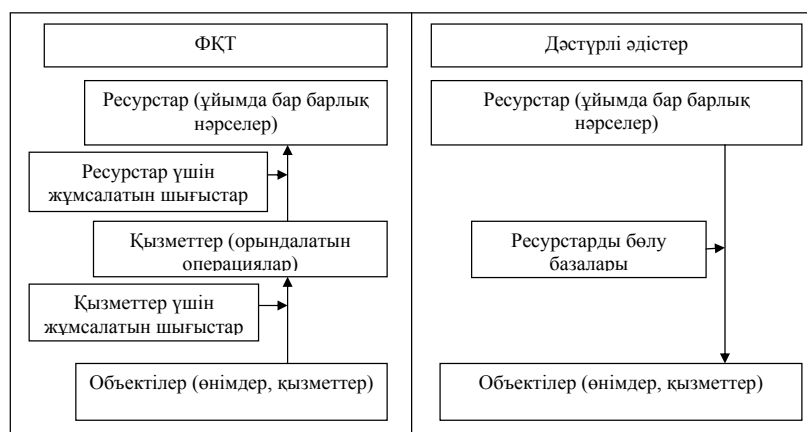 ФҚТ
Ресурстар (ұйымда бар барлық
нәрселер)
Ресурстар үшін
жұмсалатын шығыстар
Қызметтер (орындалатын
операциялар)
Қызметтер үшін
жұмсалатын шығыстар
Объектілер (өнімдер, қызметтер)
Дәстүрлі әдістер
Ресурстар (ұйымда бар барлық
нәрселер)
Ресурстарды бөлу
базалары
Объектілер (өнімдер, қызметтер)